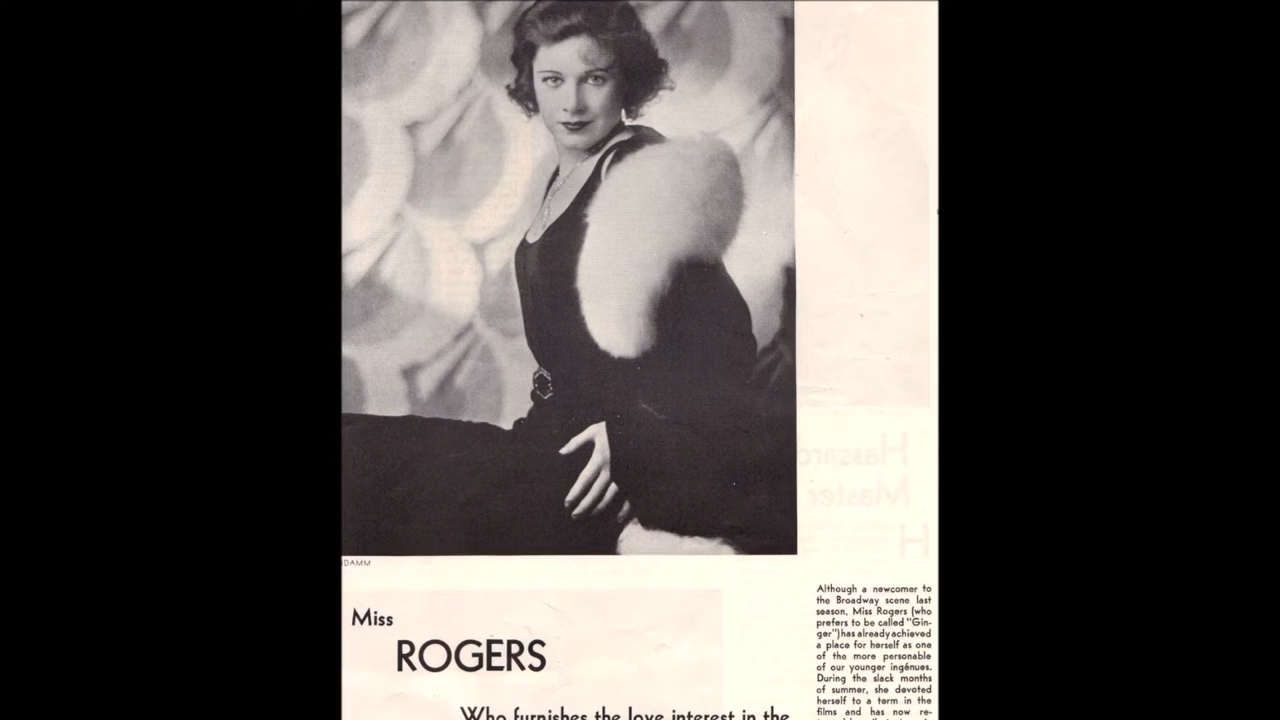 DAMM
Miss
ROGERS
Who furnishes the love interest in the
Although a newcomer to
the Broadway scene last
season, Miss Rogers (who
prefers to be called "Gin-
ger") has already achieved
a place for herself as one
of the more personable
of our younger ingénues.
During the slack months
of summer, she devoted
herself to a term in the
films and has now re-
Hassard
Master
H